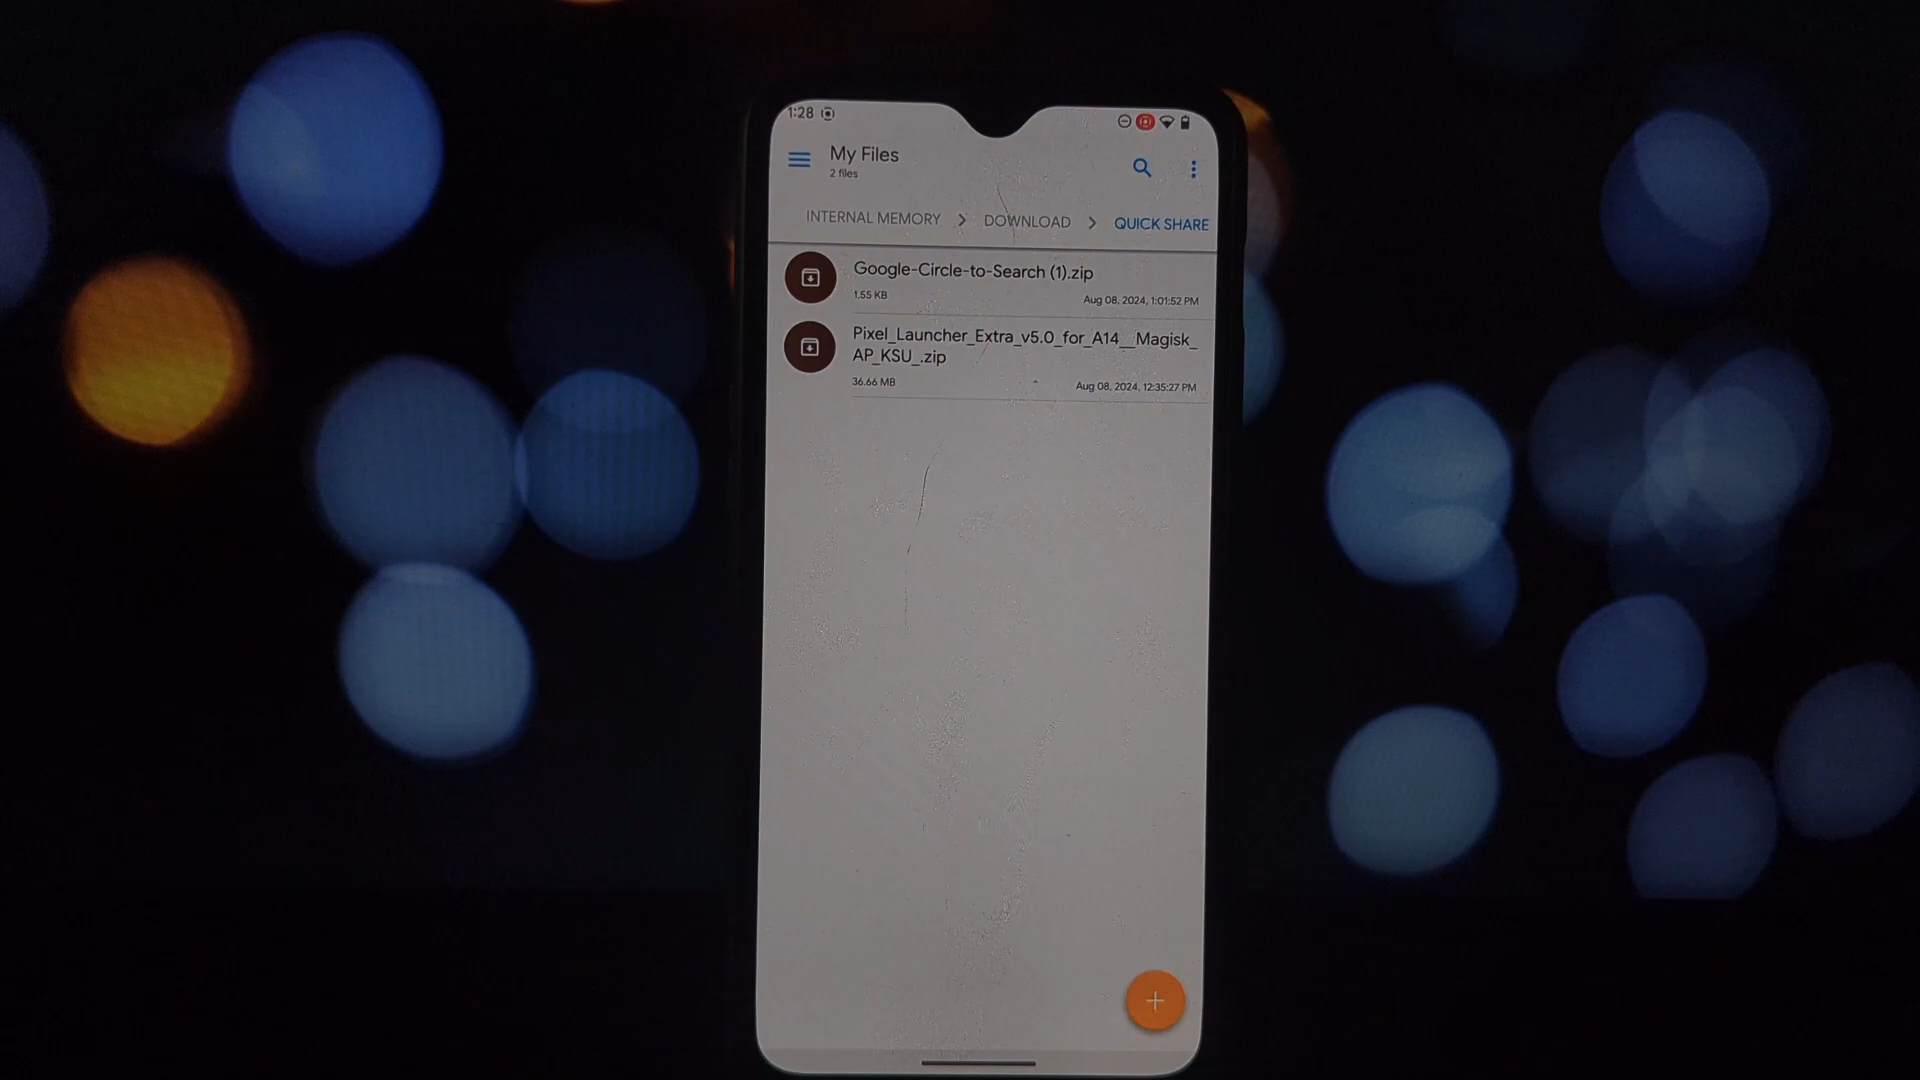 1:28
My Files
2 files
INTERNAL MEMORY > DOWNLOAD > QUICK SHARE
Google-Circle-to-Search (1).zip
1.55 KB Aug 08, 2024, 1:01:52 PM
Pixel_Launcher_Extra_v5.0_for_A14__Magisk_
AP_KSU_.zip
36.66 MB Aug 08, 2024, 12:35:27 PM